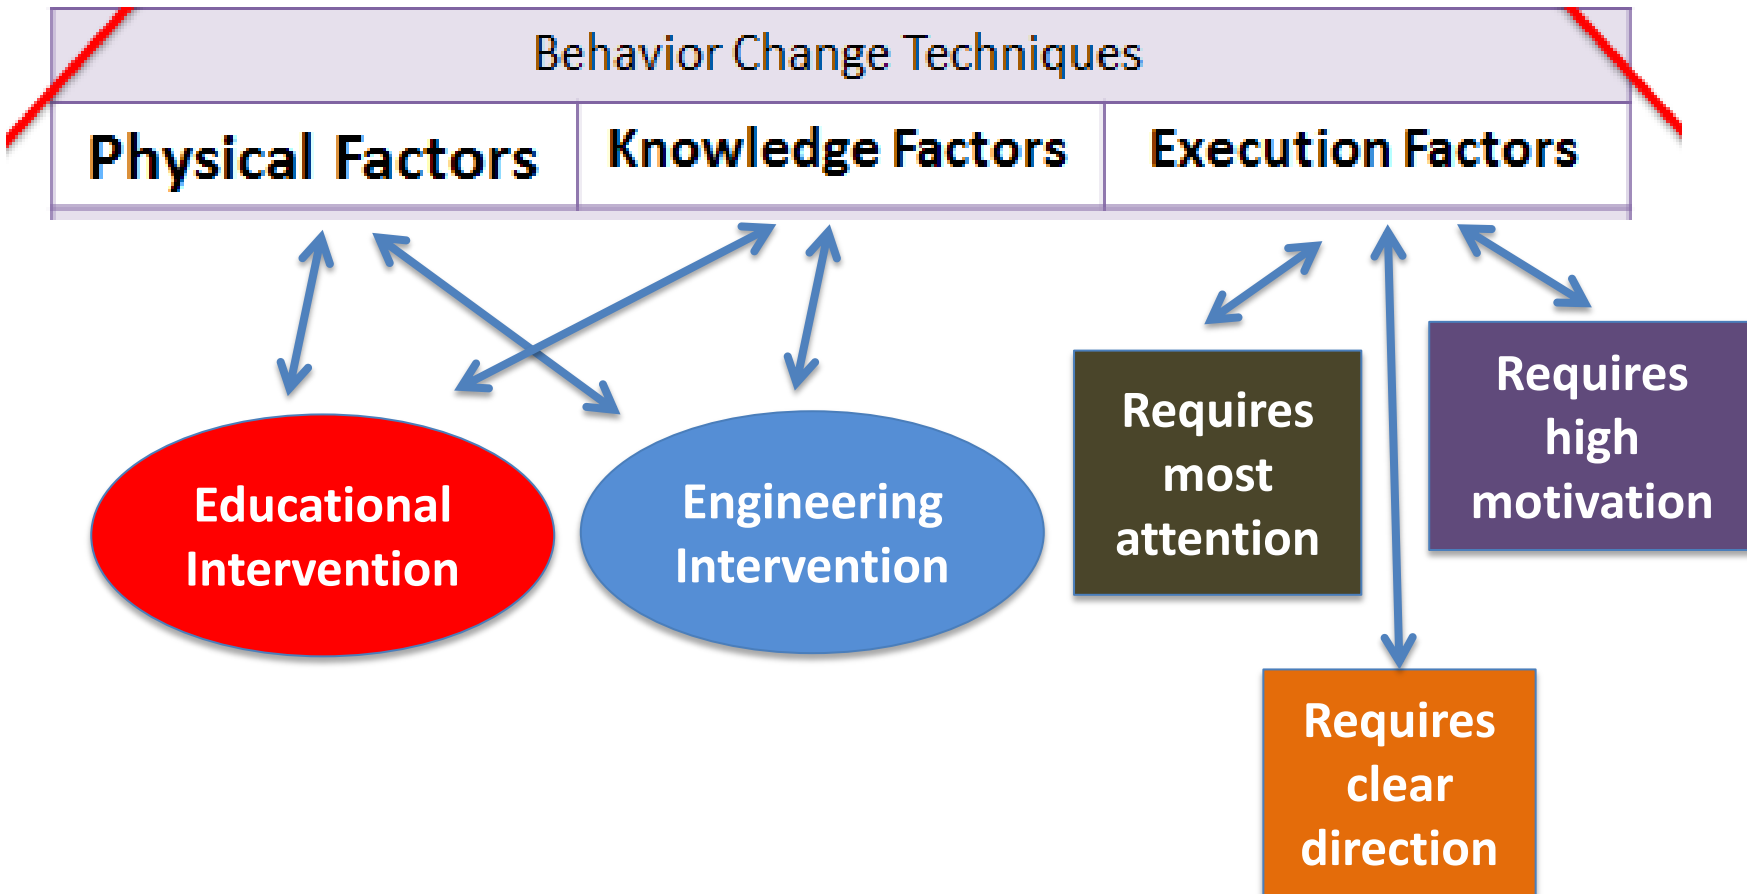 Behavior Change Techniques
Physical Factors
Knowledge Factors
Execution Factors
Educational
Intervention
Engineering
Intervention
Requires
most
attention
Requires
high
motivation
Requires
clear
direction